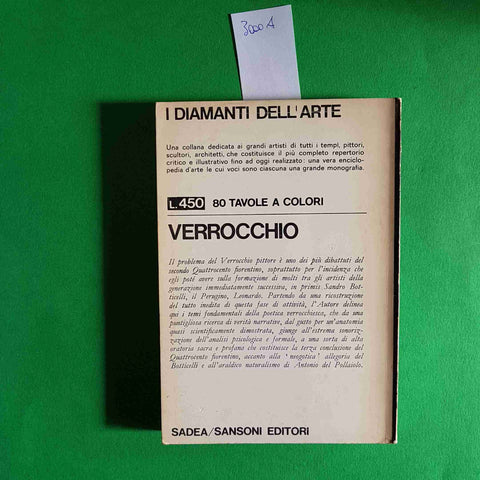 3000 A
I DIAMANTI DELL'ARTE
Una collana dedicata ai grandi artisti di tutti i tempi, pittori,
scultori, architetti, che costituisce il più completo repertorio
critico e illustrativo fino ad oggi realizzato: una vera enciclo-
pedia d'arte le cui voci sono ciascuna una grande monografia.
L. 450 80 TAVOLE A COLORI
VERROCCHIO
Il problema del Verrocchio pittore è uno dei più dibattuti del
secondo Quattrocento fiorentino, soprattutto per l'incidenza che
egli poté avere sulla formazione di molti tra gli artisti della
generazione immediatamente successiva, in primis Sandro Bot-
ticelli, il Perugino, Leonardo. Partendo da una ricostruzione
del tutto inedita di questa fase di attività, l'Autore delinea
qui i temi fondamentali della poetica verrocchiesca, che da una
puntigliosa ricerca di verità narrative, dal gusto per un'anatomia
quasi scientificamente dimostrata, giunge all'estrema sonoriz-
zazione dell'analisi psicologica e formale, a una sorta di alta
oratoria sacra e profana che costituisce la terza conclusione del
Quattrocento fiorentino, accanto alla 'neogotica' allegoria del
Botticelli e all'araldico naturalismo di Antonio del Pollaiolo.
SADEA/SANSONI EDITORI